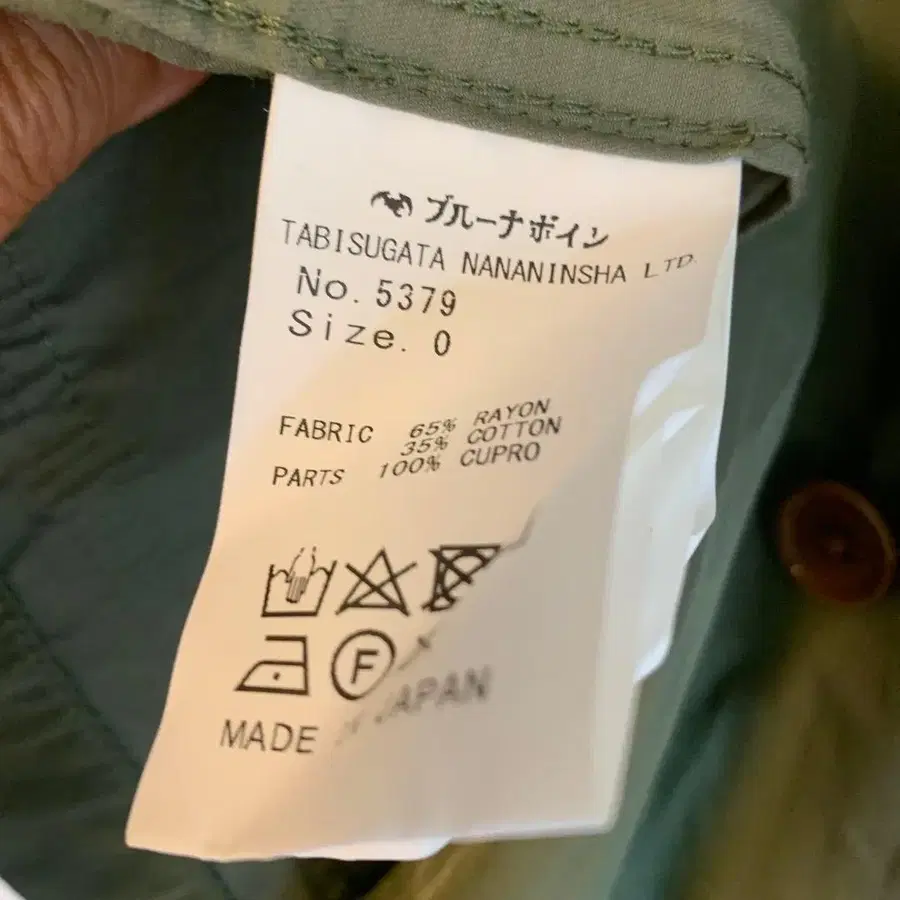 ブルーナボイン
TABISUGATA NANANINSHA LTD.
No. 5379
Size. 0
FABRIC 65% RAYON
35% COTTON
PARTS 100% CUPRO
F
MADE JAPAN